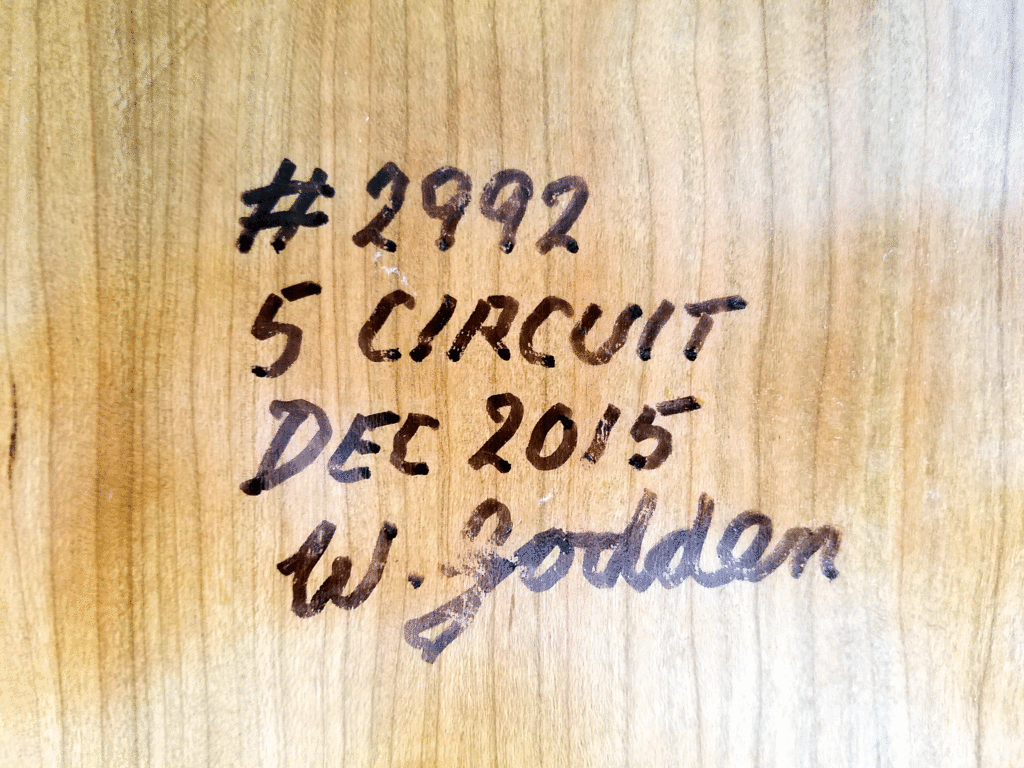 # 2992
5 CIRCUIT
DEC 2015
W. Godden